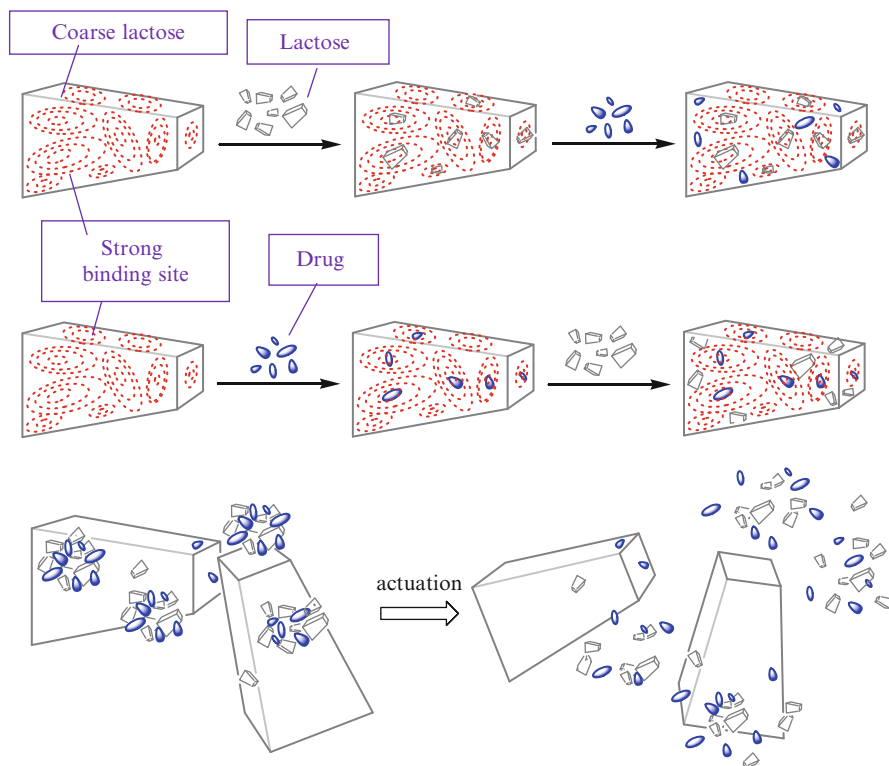 Coarse lactose
Lactose
Strong
binding site
Drug
actuation